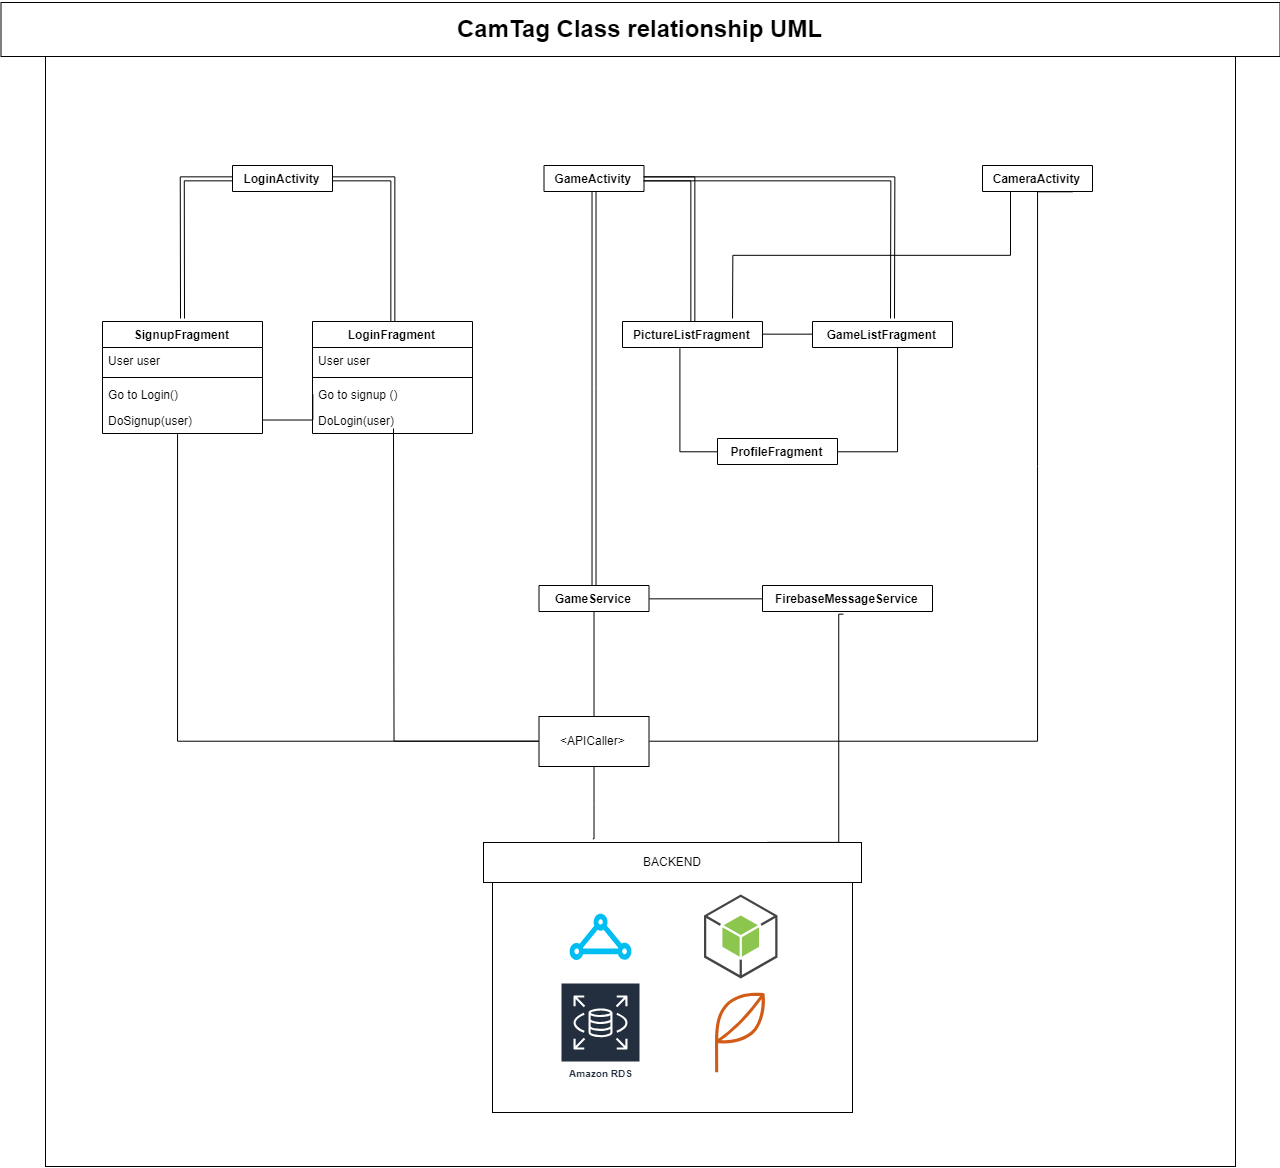 CamTag Class relationship UML
LoginActivity
GameActivity
CameraActivity
SignupFragment
User user
Go to Login()
DoSignup(user)
LoginFragment
User user
Go to signup ()
DoLogin(user)
PictureListFragment
GameListFragment
ProfileFragment
GameService
FirebaseMessageService
<APICaller>
BACKEND
Amazon RDS